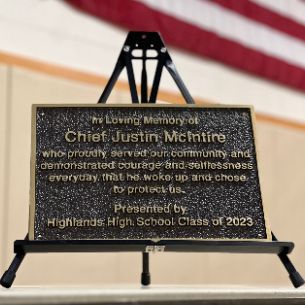 In Loving Memory of
Chief Justin McIntire
who proudly served our community and
demonstrated courage and selflessness
everyday that he woke up and chose
to protect us.
Presented by
Highlands High School Class of 2023